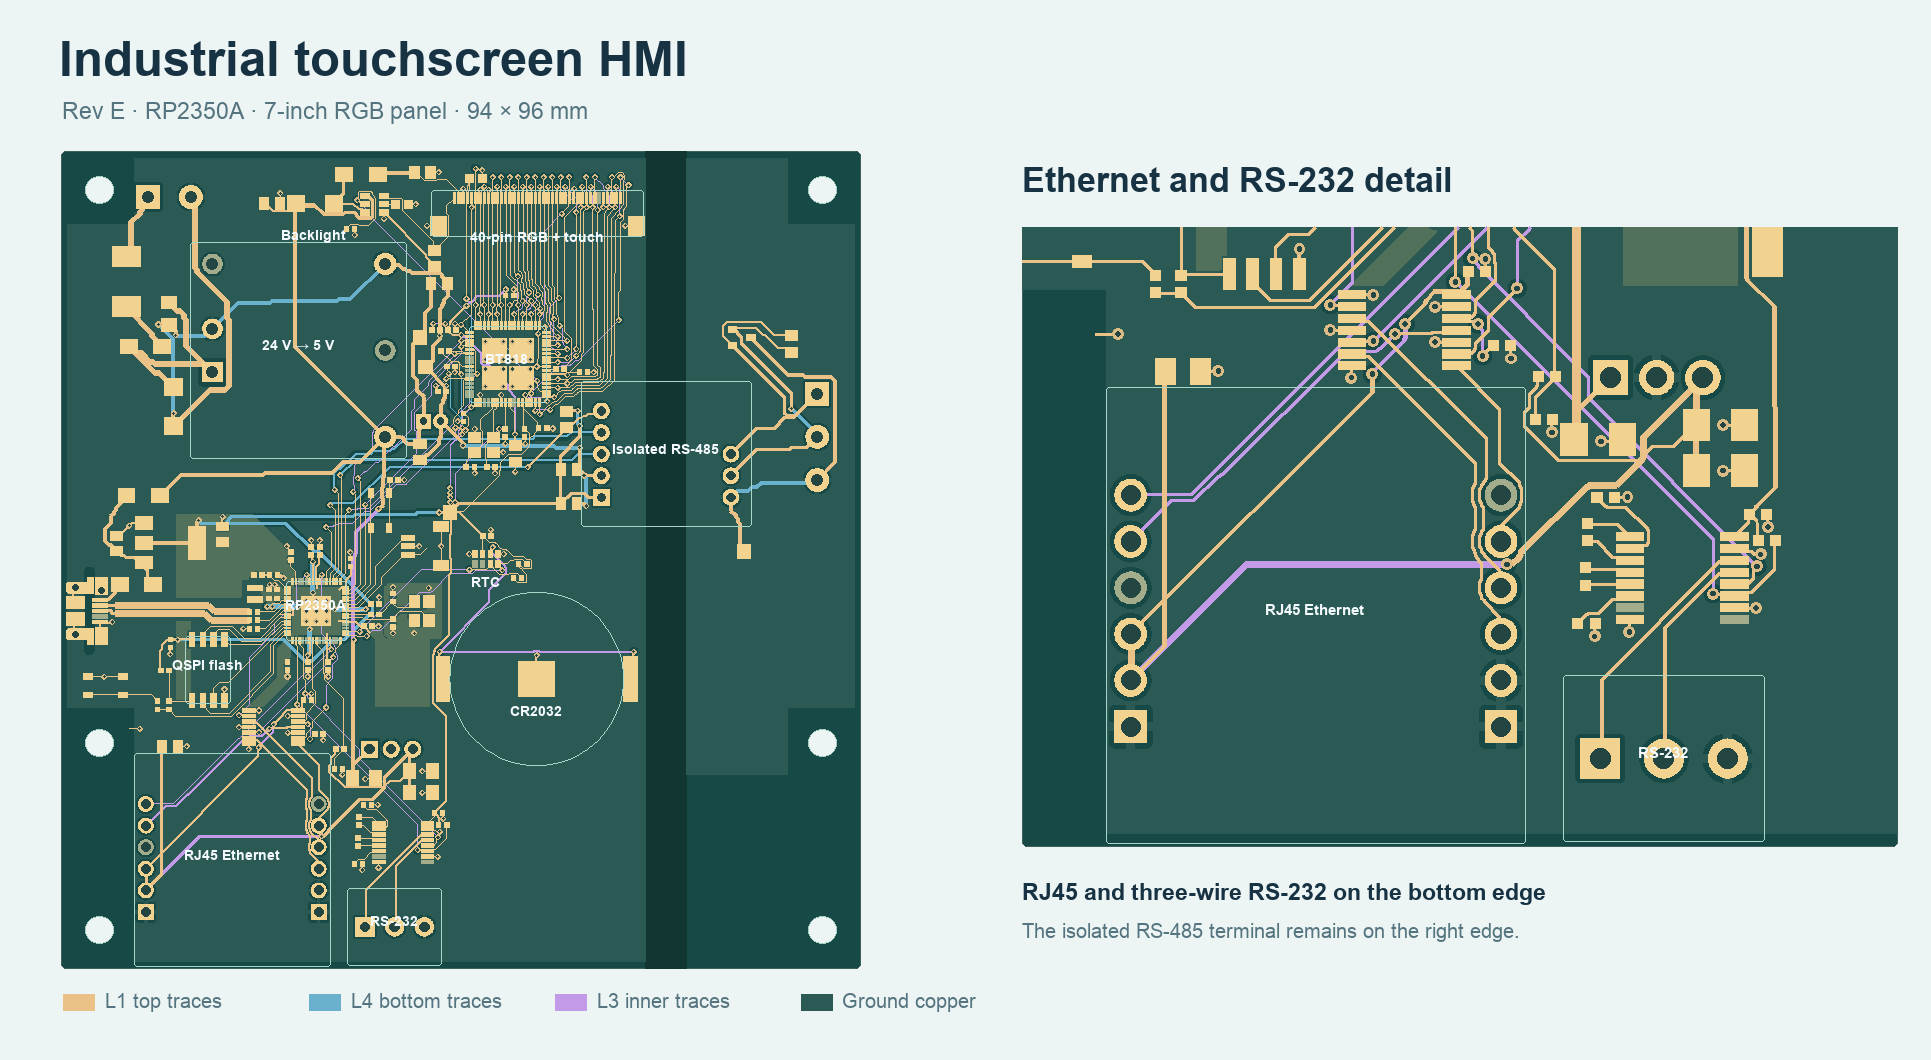 Industrial touchscreen HMI
Rev E · RP2350A · 7-inch RGB panel · 94 × 96 mm
Backlight
40-pin RGB + touch
24 V → 5 V
BT818
Isolated RS-485
RTC
RP2350A
QSPI flash
CR2032
RJ45 Ethernet
RS-232
Ethernet and RS-232 detail
RJ45 Ethernet
RS-232
RJ45 and three-wire RS-232 on the bottom edge
The isolated RS-485 terminal remains on the right edge.
L1 top traces
L4 bottom traces
L3 inner traces
Ground copper